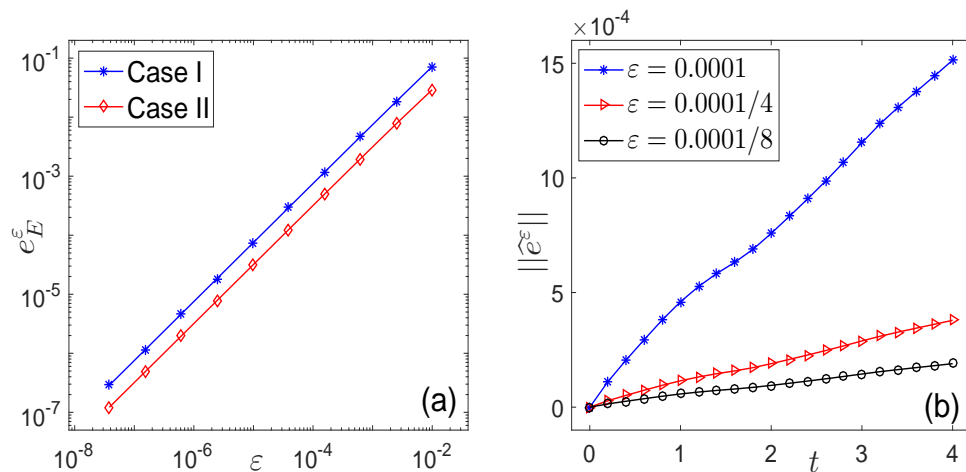 10^-1
10^-3
10^-5
10^-7
e_E^ε
Case I
Case II
(a)
10^-8 10^-6 10^-4 10^-2
ε
×10^-4
15
10
5
0
||ê^ε||
ε = 0.0001
ε = 0.0001/4
ε = 0.0001/8
(b)
0 1 2 3 4
t